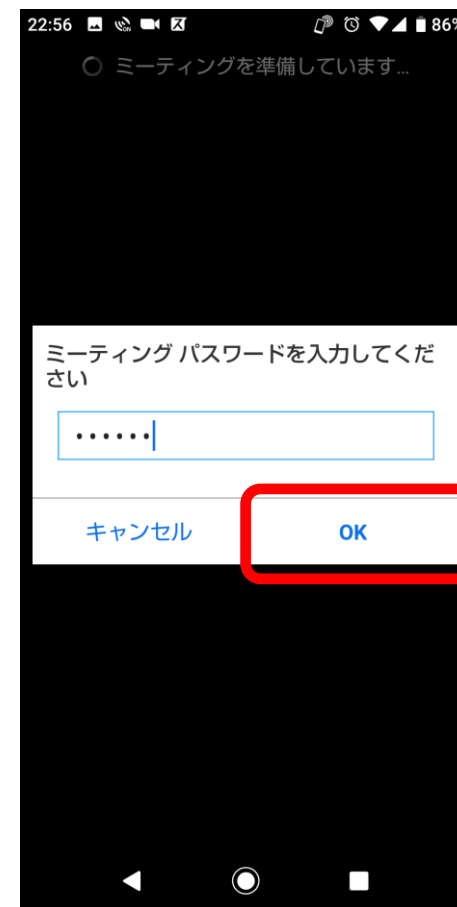 22:56 86%
ミーティングを準備しています...
ミーティング パスワードを入力してくだ
さい
••••••
キャンセル OK